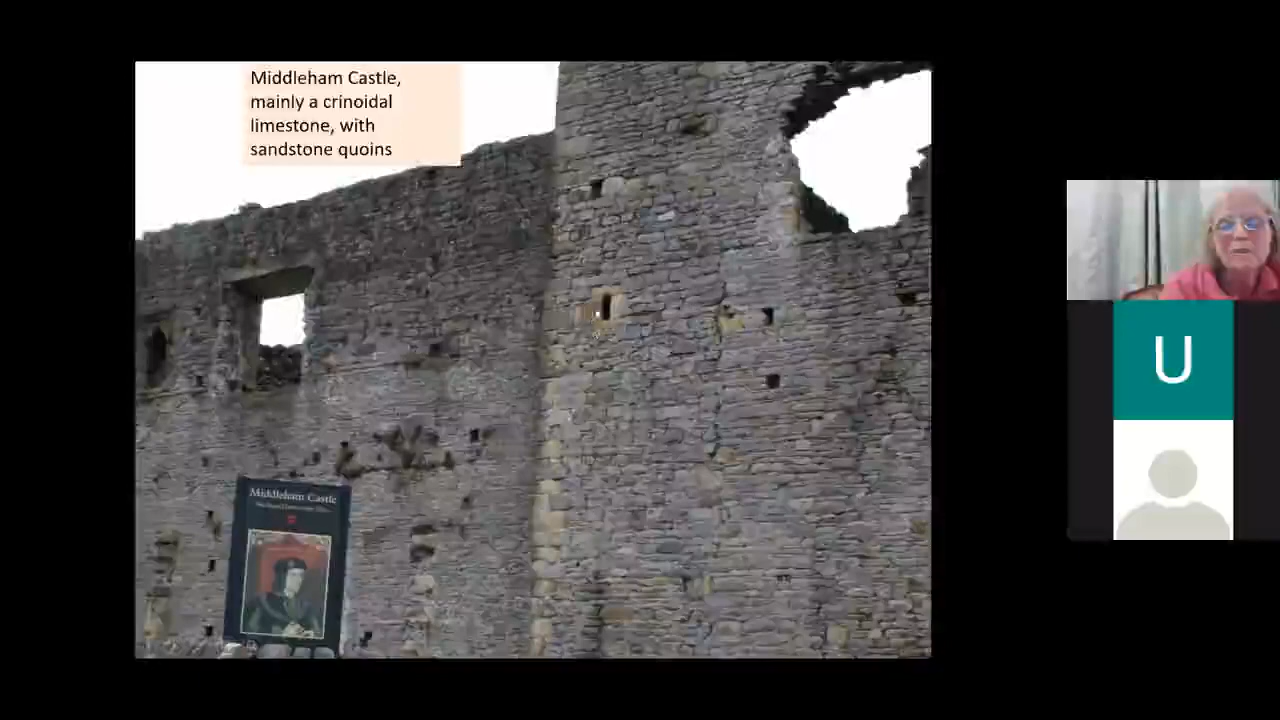 Middleham Castle,
mainly a crinoidal
limestone, with
sandstone quoins
Middleham Castle
U